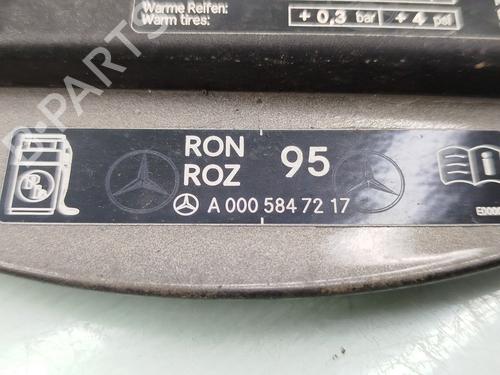 Warme Reifen:
Warm tires:
+ 0,3 bar + 4 psi
RON
ROZ
95
A 000 584 72 17